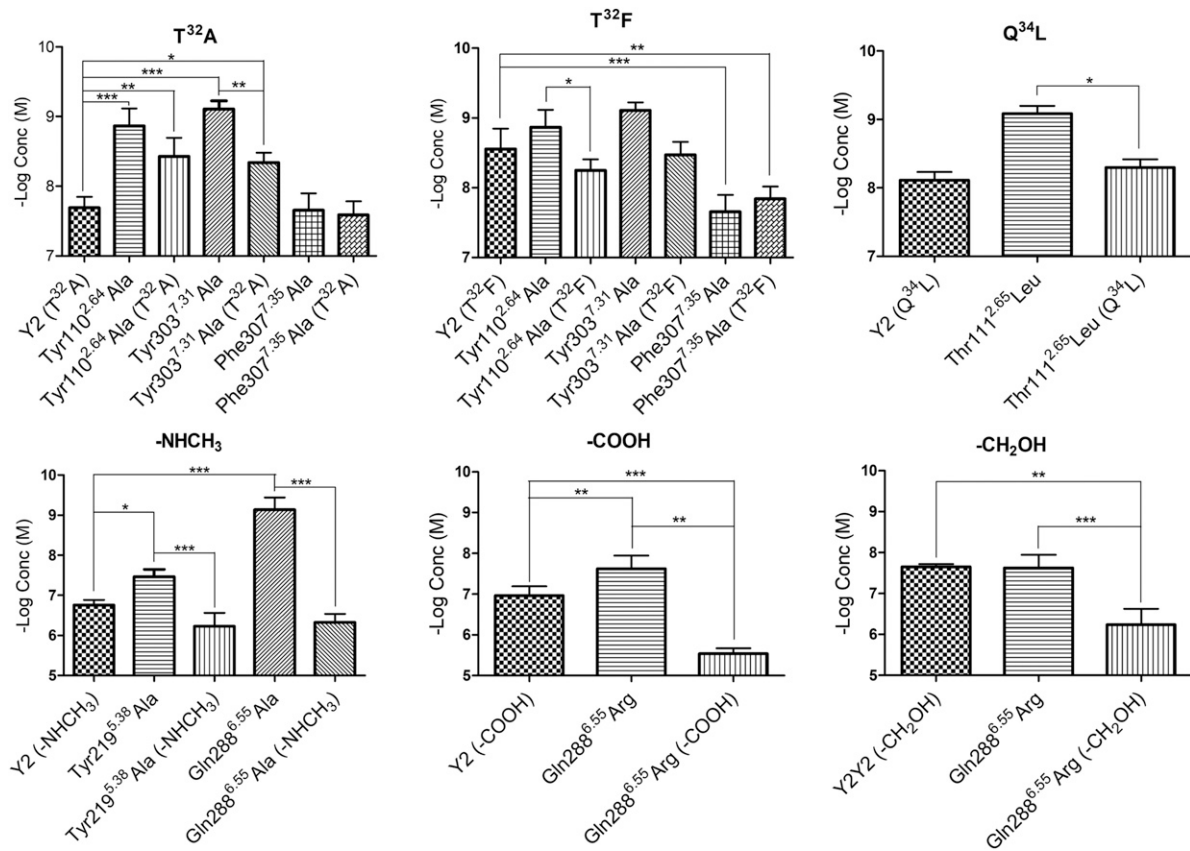 T³²A
-Log Conc (M)
10
9
8
7
*
***
**
***
**
Y2 (T³²A)
Tyr110²·⁶⁴Ala
Tyr110²·⁶⁴Ala (T³²A)
Tyr303⁷·³¹Ala
Tyr303⁷·³¹Ala (T³²A)
Phe307⁷·³⁵Ala
Phe307⁷·³⁵Ala (T³²A)
T³²F
-Log Conc (M)
10
9
8
7
**
***
*
Y2 (T³²F)
Tyr110²·⁶⁴Ala
Tyr110²·⁶⁴Ala (T³²F)
Tyr303⁷·³¹Ala
Tyr303⁷·³¹Ala (T³²F)
Phe307⁷·³⁵Ala
Phe307⁷·³⁵Ala (T³²F)
Q³⁴L
-Log Conc (M)
10
9
8
7
*
Y2 (Q³⁴L)
Thr111²·⁶⁵Leu
Thr111²·⁶⁵Leu (Q³⁴L)
-NHCH₃
-Log Conc (M)
10
9
8
7
6
5
***
*
***
***
Y2 (-NHCH₃)
Tyr219⁵·³⁸Ala
Tyr219⁵·³⁸Ala (-NHCH₃)
Gln288⁶·⁵⁵Ala
Gln288⁶·⁵⁵Ala (-NHCH₃)
-COOH
-Log Conc (M)
10
9
8
7
6
5
***
**
**
Y2 (-COOH)
Gln288⁶·⁵⁵Arg
Gln288⁶·⁵⁵Arg (-COOH)
-CH₂OH
-Log Conc (M)
10
9
8
7
6
5
**
***
Y2Y2 (-CH₂OH)
Gln288⁶·⁵⁵Arg
Gln288⁶·⁵⁵Arg (-CH₂OH)